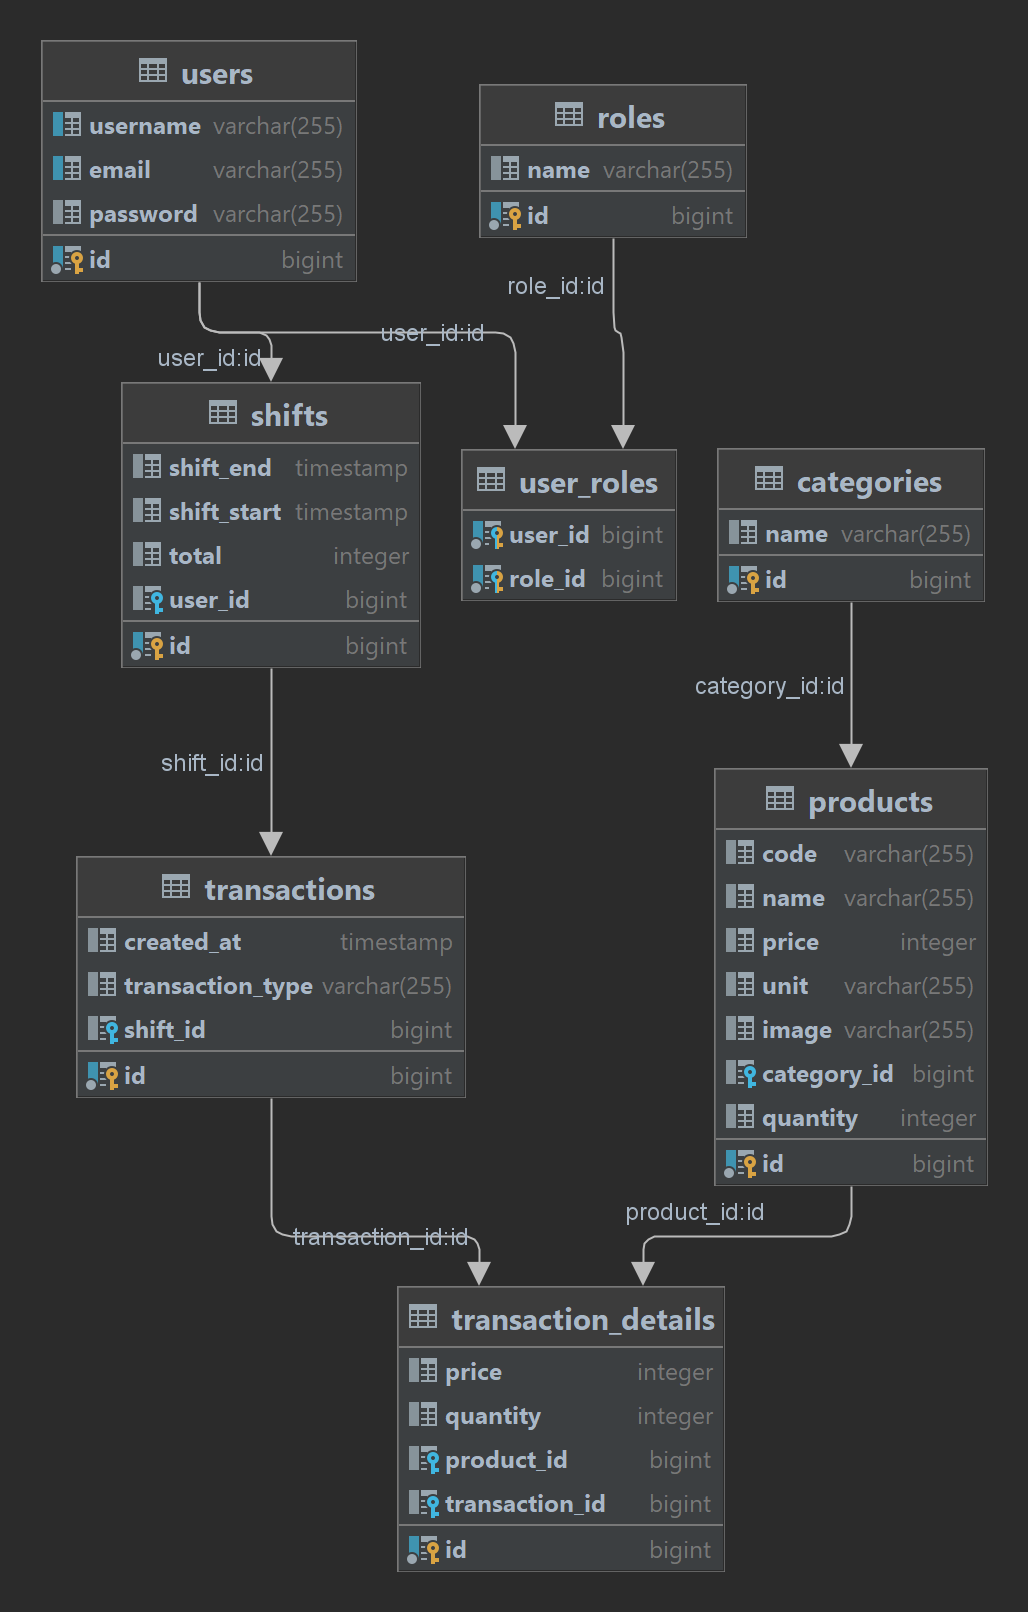 users
username varchar(255)
email varchar(255)
password varchar(255)
id bigint
roles
name varchar(255)
id bigint
role_id:id
user_id:id
user_id:id
shifts
shift_end timestamp
shift_start timestamp
total integer
user_id bigint
id bigint
user_roles
user_id bigint
role_id bigint
categories
name varchar(255)
id bigint
category_id:id
shift_id:id
products
code varchar(255)
name varchar(255)
price integer
unit varchar(255)
image varchar(255)
category_id bigint
quantity integer
id bigint
transactions
created_at timestamp
transaction_type varchar(255)
shift_id bigint
id bigint
product_id:id
transaction_id:id
transaction_details
price integer
quantity integer
product_id bigint
transaction_id bigint
id bigint